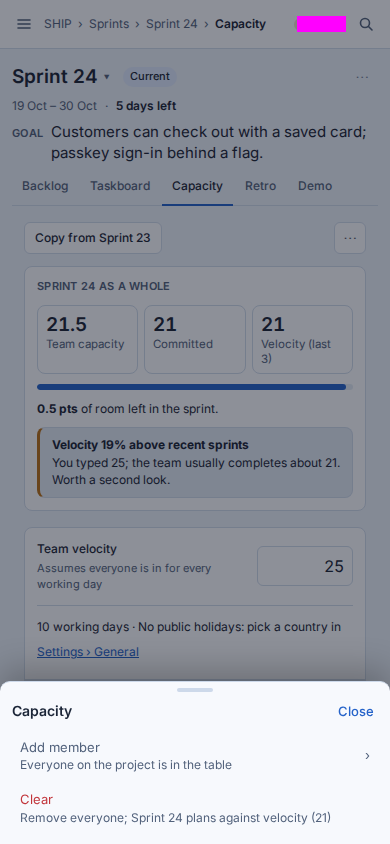 SHIP › Sprints › Sprint 24 › Capacity
Sprint 24 ▾ Current ···
19 Oct – 30 Oct · 5 days left
GOAL Customers can check out with a saved card;
passkey sign-in behind a flag.
Backlog Taskboard Capacity Retro Demo
Copy from Sprint 23 ···
SPRINT 24 AS A WHOLE
21.5 21 21
Team capacity Committed Velocity (last
3)
0.5 pts of room left in the sprint.
Velocity 19% above recent sprints
You typed 25; the team usually completes about 21.
Worth a second look.
Team velocity
Assumes everyone is in for every
working day
25
10 working days · No public holidays: pick a country in
Settings › General
Capacity Close
Add member
Everyone on the project is in the table ›
Clear
Remove everyone; Sprint 24 plans against velocity (21)